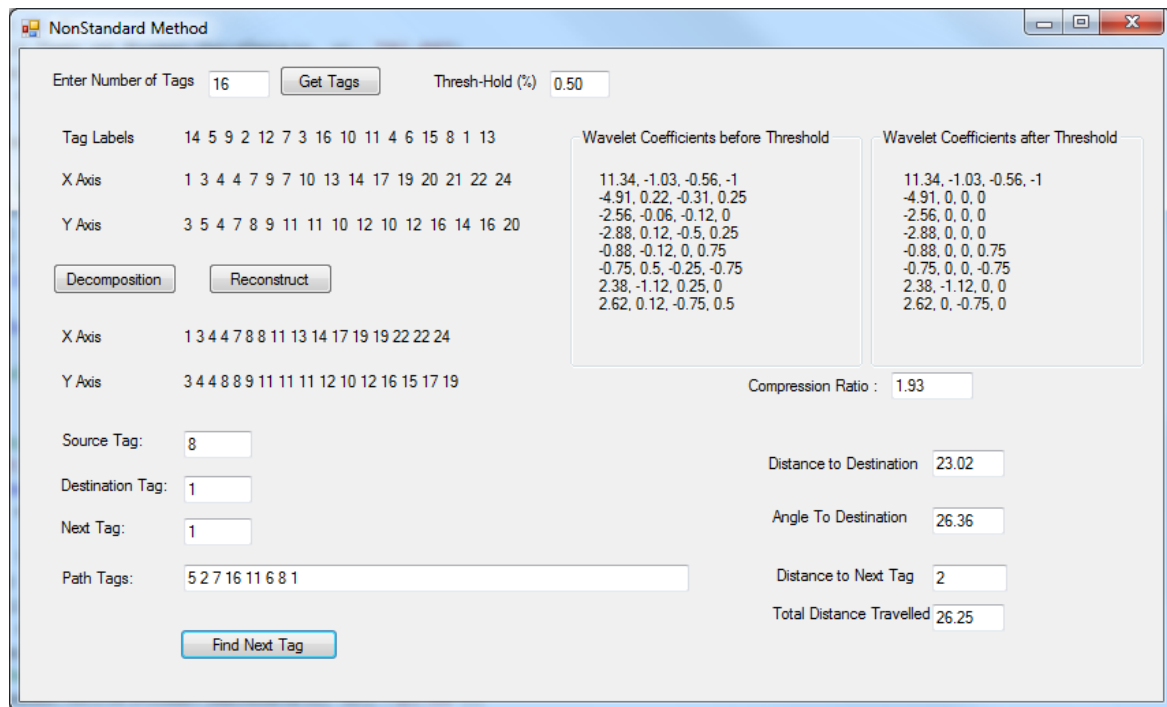 NonStandard Method
Enter Number of Tags 16 Get Tags Thresh-Hold (%) 0.50
Tag Labels 14 5 9 2 12 7 3 16 10 11 4 6 15 8 1 13
X Axis 1 3 4 4 7 9 7 10 13 14 17 19 20 21 22 24
Y Axis 3 5 4 7 8 9 11 11 10 12 10 12 16 14 16 20
Wavelet Coefficients before Threshold
11.34, -1.03, -0.56, -1
-4.91, 0.22, -0.31, 0.25
-2.56, -0.06, -0.12, 0
-2.88, 0.12, -0.5, 0.25
-0.88, -0.12, 0, 0.75
-0.75, 0.5, -0.25, -0.75
2.38, -1.12, 0.25, 0
2.62, 0.12, -0.75, 0.5
Wavelet Coefficients after Threshold
11.34, -1.03, -0.56, -1
-4.91, 0, 0, 0
-2.56, 0, 0, 0
-2.88, 0, 0, 0
-0.88, 0, 0, 0.75
-0.75, 0, 0, -0.75
2.38, -1.12, 0, 0
2.62, 0, -0.75, 0
Decomposition Reconstruct
X Axis 1 3 4 4 7 8 8 11 13 14 17 19 19 22 22 24
Y Axis 3 4 4 8 8 9 11 11 11 12 10 12 16 15 17 19
Compression Ratio : 1.93
Source Tag: 8
Destination Tag: 1
Next Tag: 1
Path Tags: 5 2 7 16 11 6 8 1
Distance to Destination 23.02
Angle To Destination 26.36
Distance to Next Tag 2
Total Distance Travelled 26.25
Find Next Tag